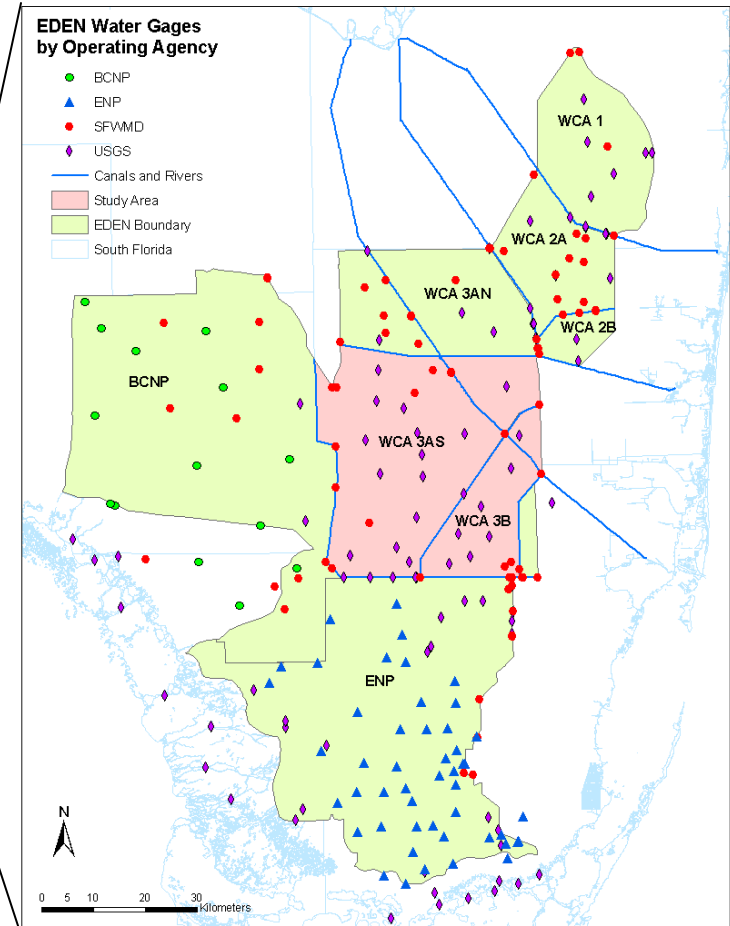 EDEN Water Gages
by Operating Agency
BCNP
ENP
SFWMD
USGS
Canals and Rivers
Study Area
EDEN Boundary
South Florida
WCA 1
WCA 2A
WCA 3AN
WCA 2B
BCNP
WCA 3AS
WCA 3B
ENP
N
0 5 10 20 30
Kilometers